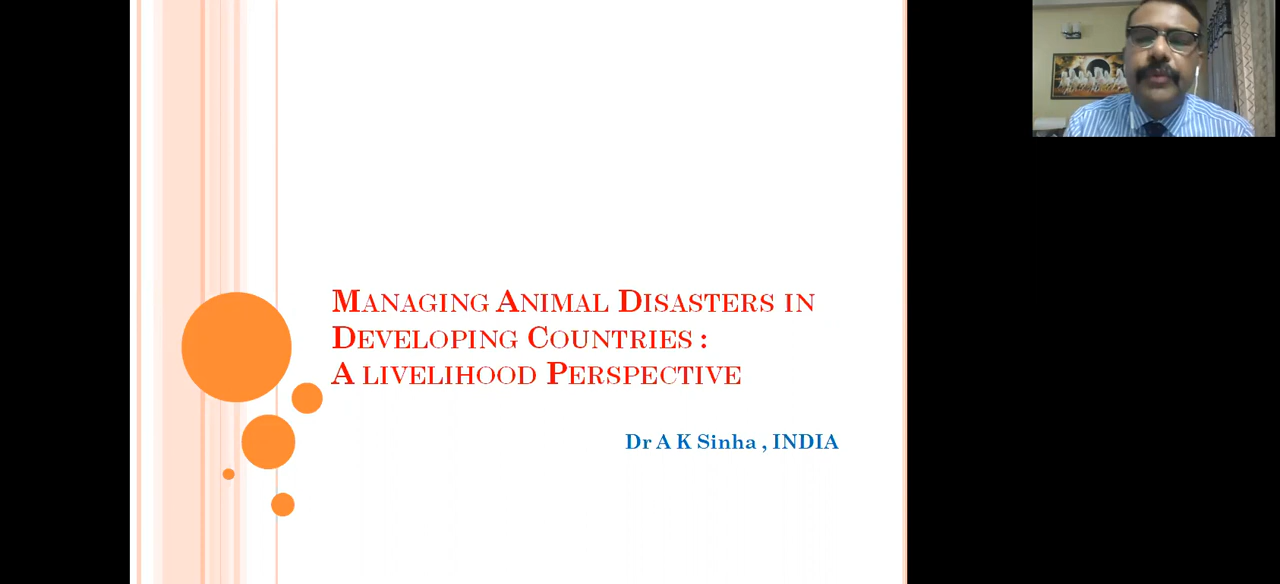 Managing Animal Disasters in
Developing Countries :
A livelihood Perspective
Dr A K Sinha , INDIA